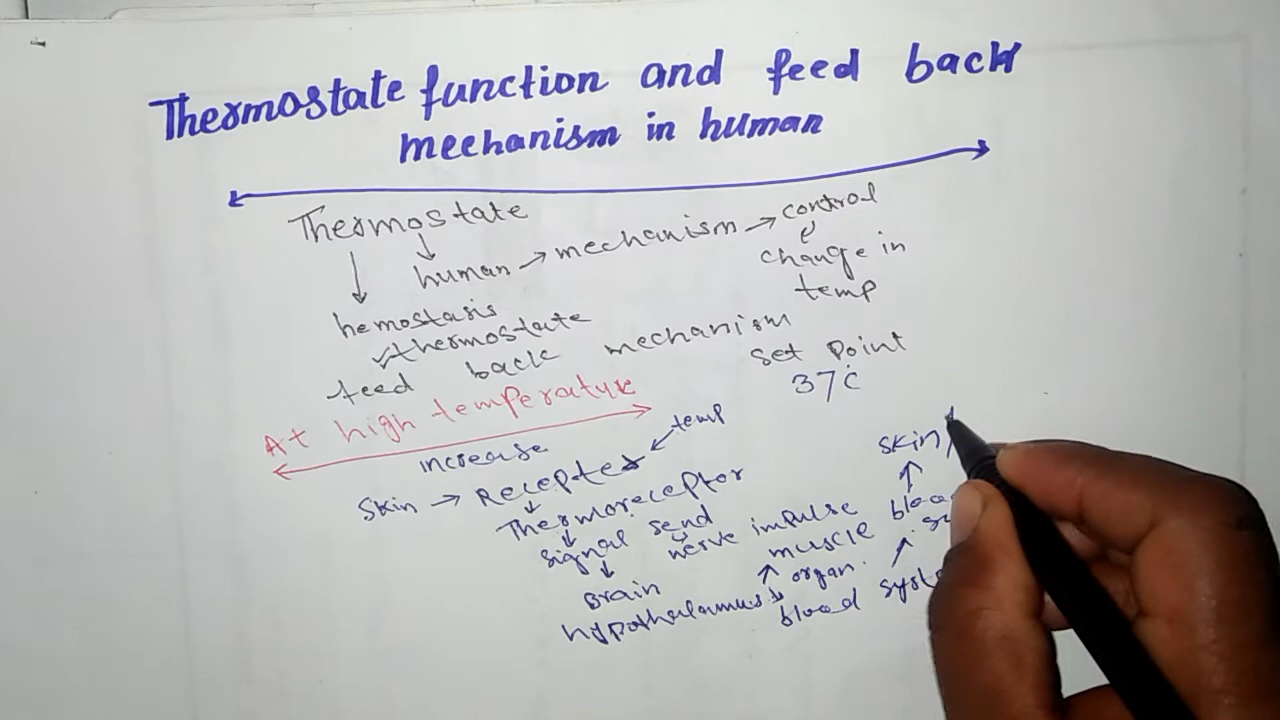 Thermostate function and feed back
mechanism in human
Thermostate
human → mechanism → control
change in
temp
hemostasis
thermostate
feed back mechanism
set point
37°C
At high temperature
increase
temp
Skin → Recepter
Thermoreceptor
signal send
nerve impulse
Brain
hypothalamus
muscle
organ
blood system
skin